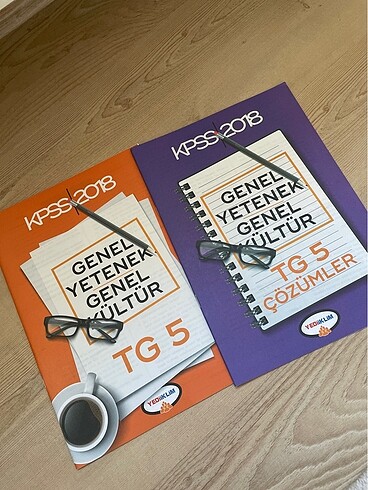 KPSS 2018
GENEL
YETENEK
GENEL
KÜLTÜR
TG 5
YEDİİKLİM
KPSS 2018
GENEL
YETENEK
GENEL
KÜLTÜR
TG 5
ÇÖZÜMLER
YEDİİKLİM